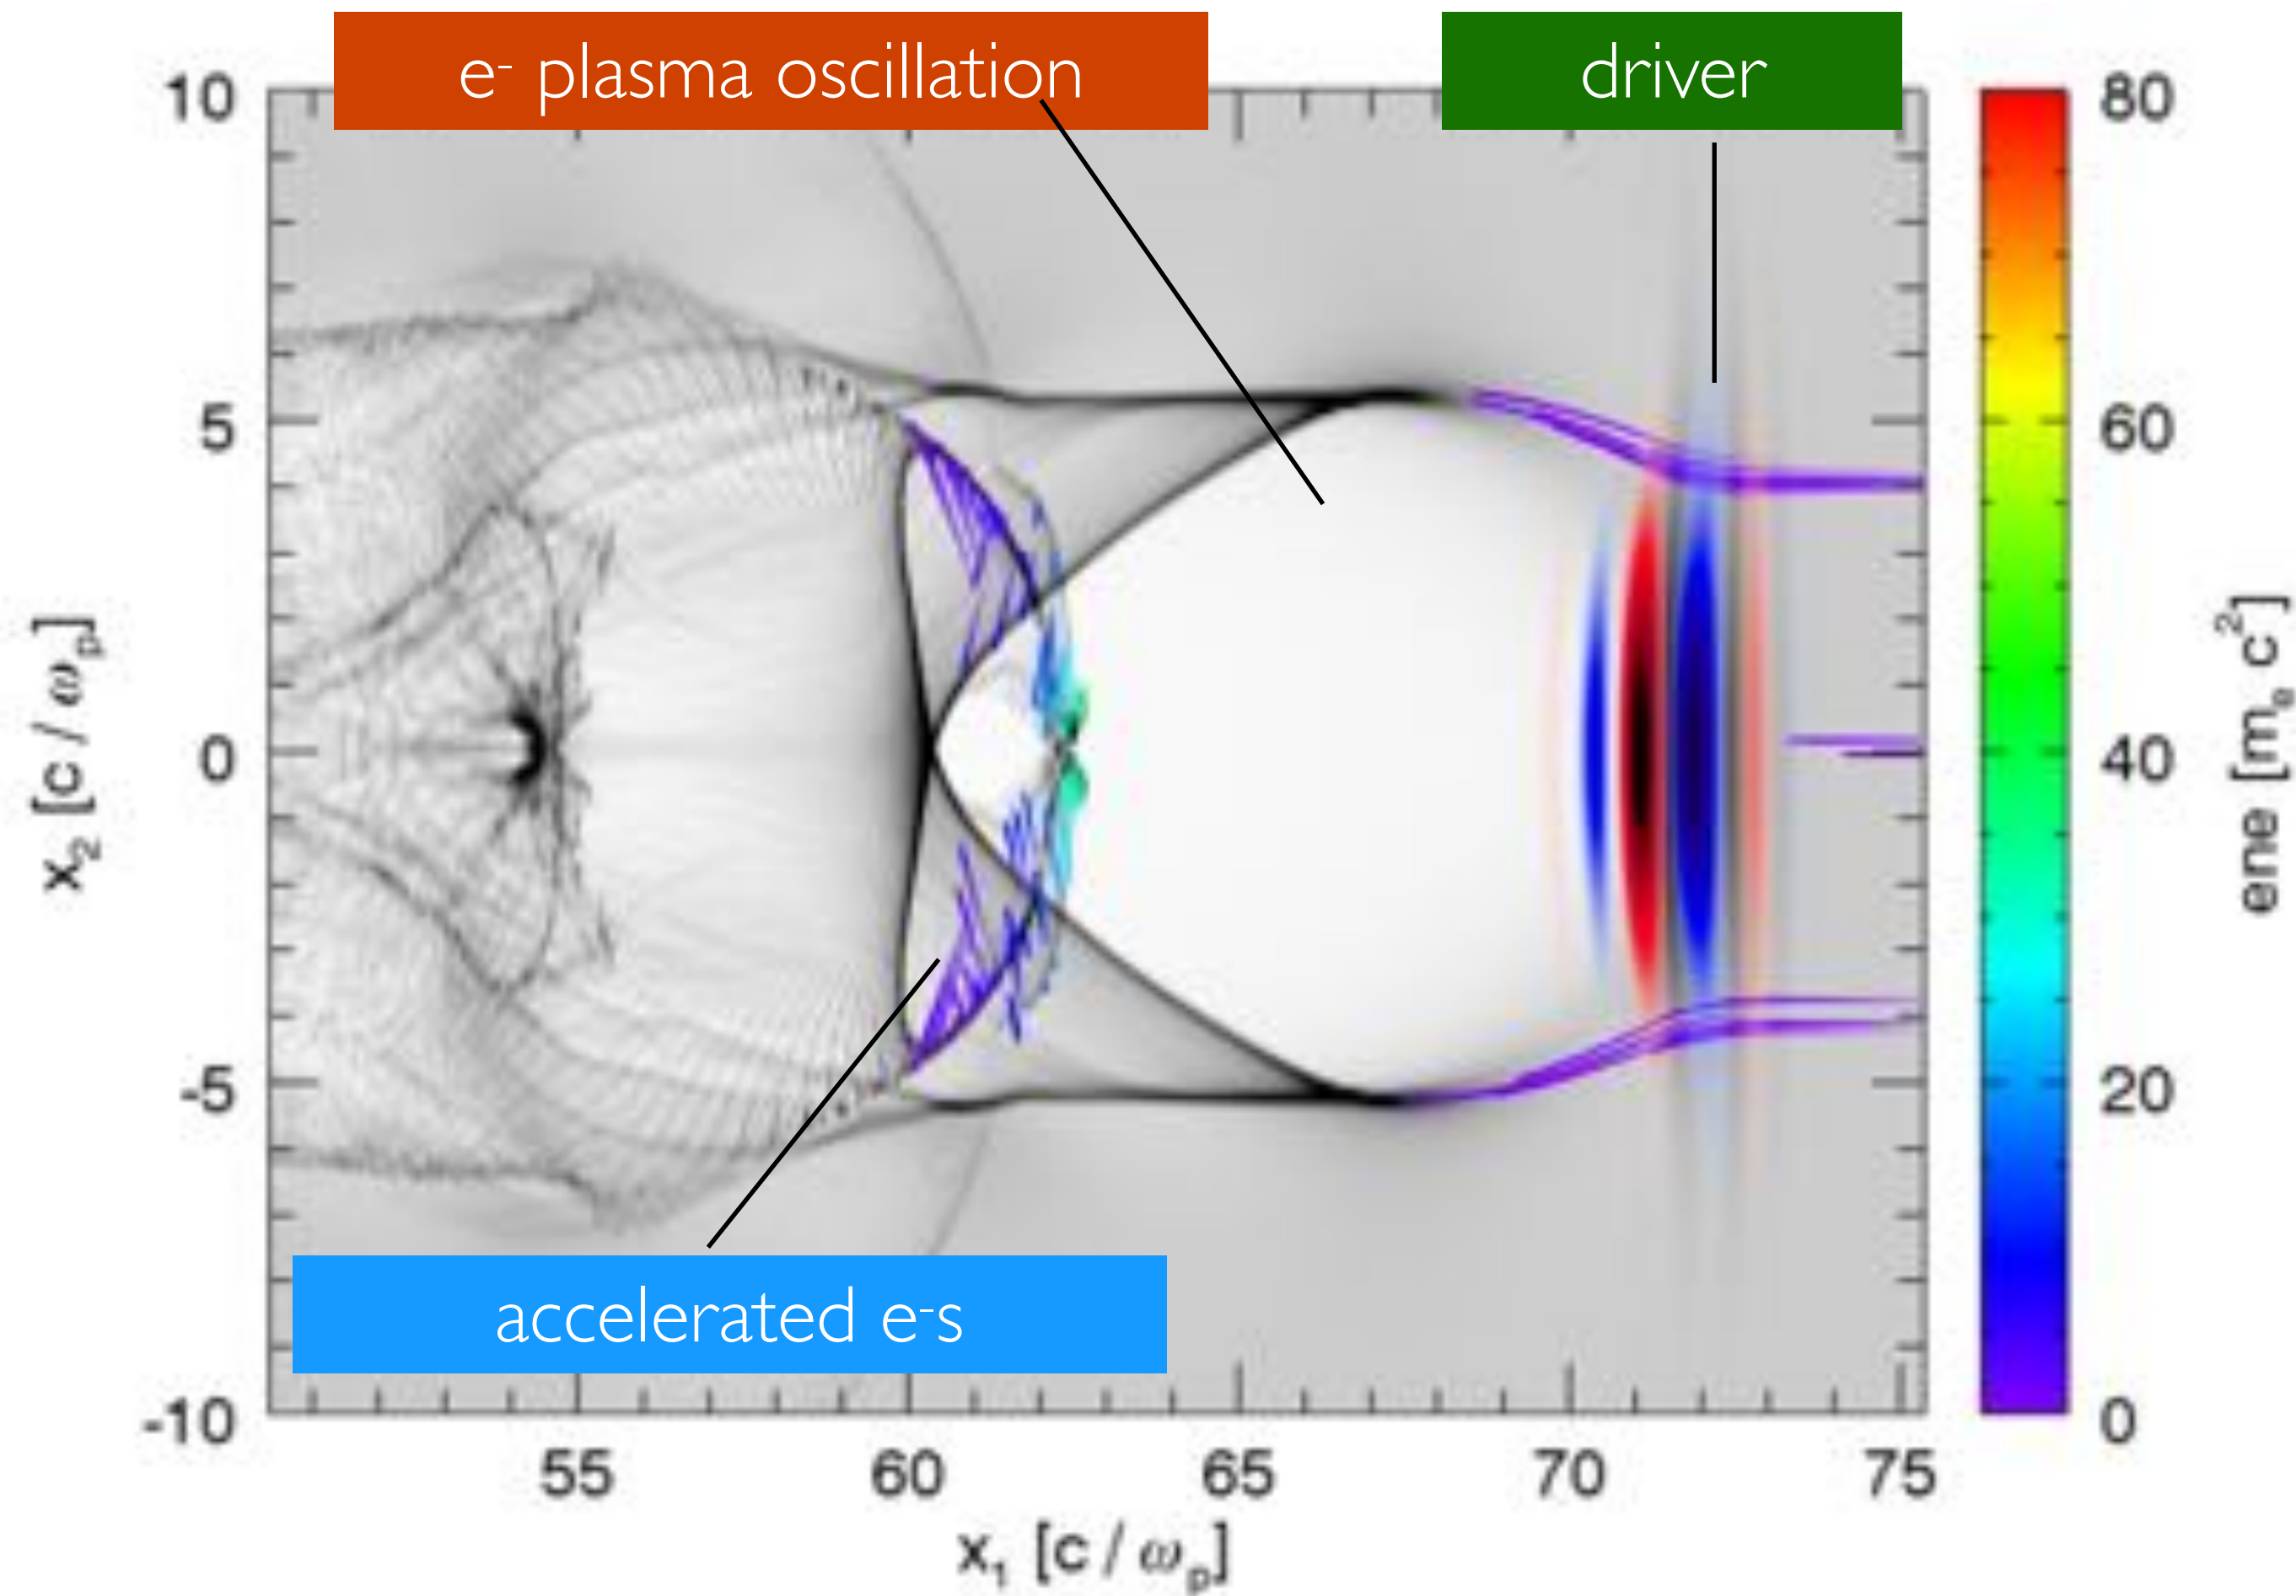 e- plasma oscillation
driver
accelerated e-s
10
5
0
-5
-10
x₂ [c / ωₚ]
55
60
65
70
75
x₁ [c / ωₚ]
80
60
40
20
0
ene [mₑ c²]